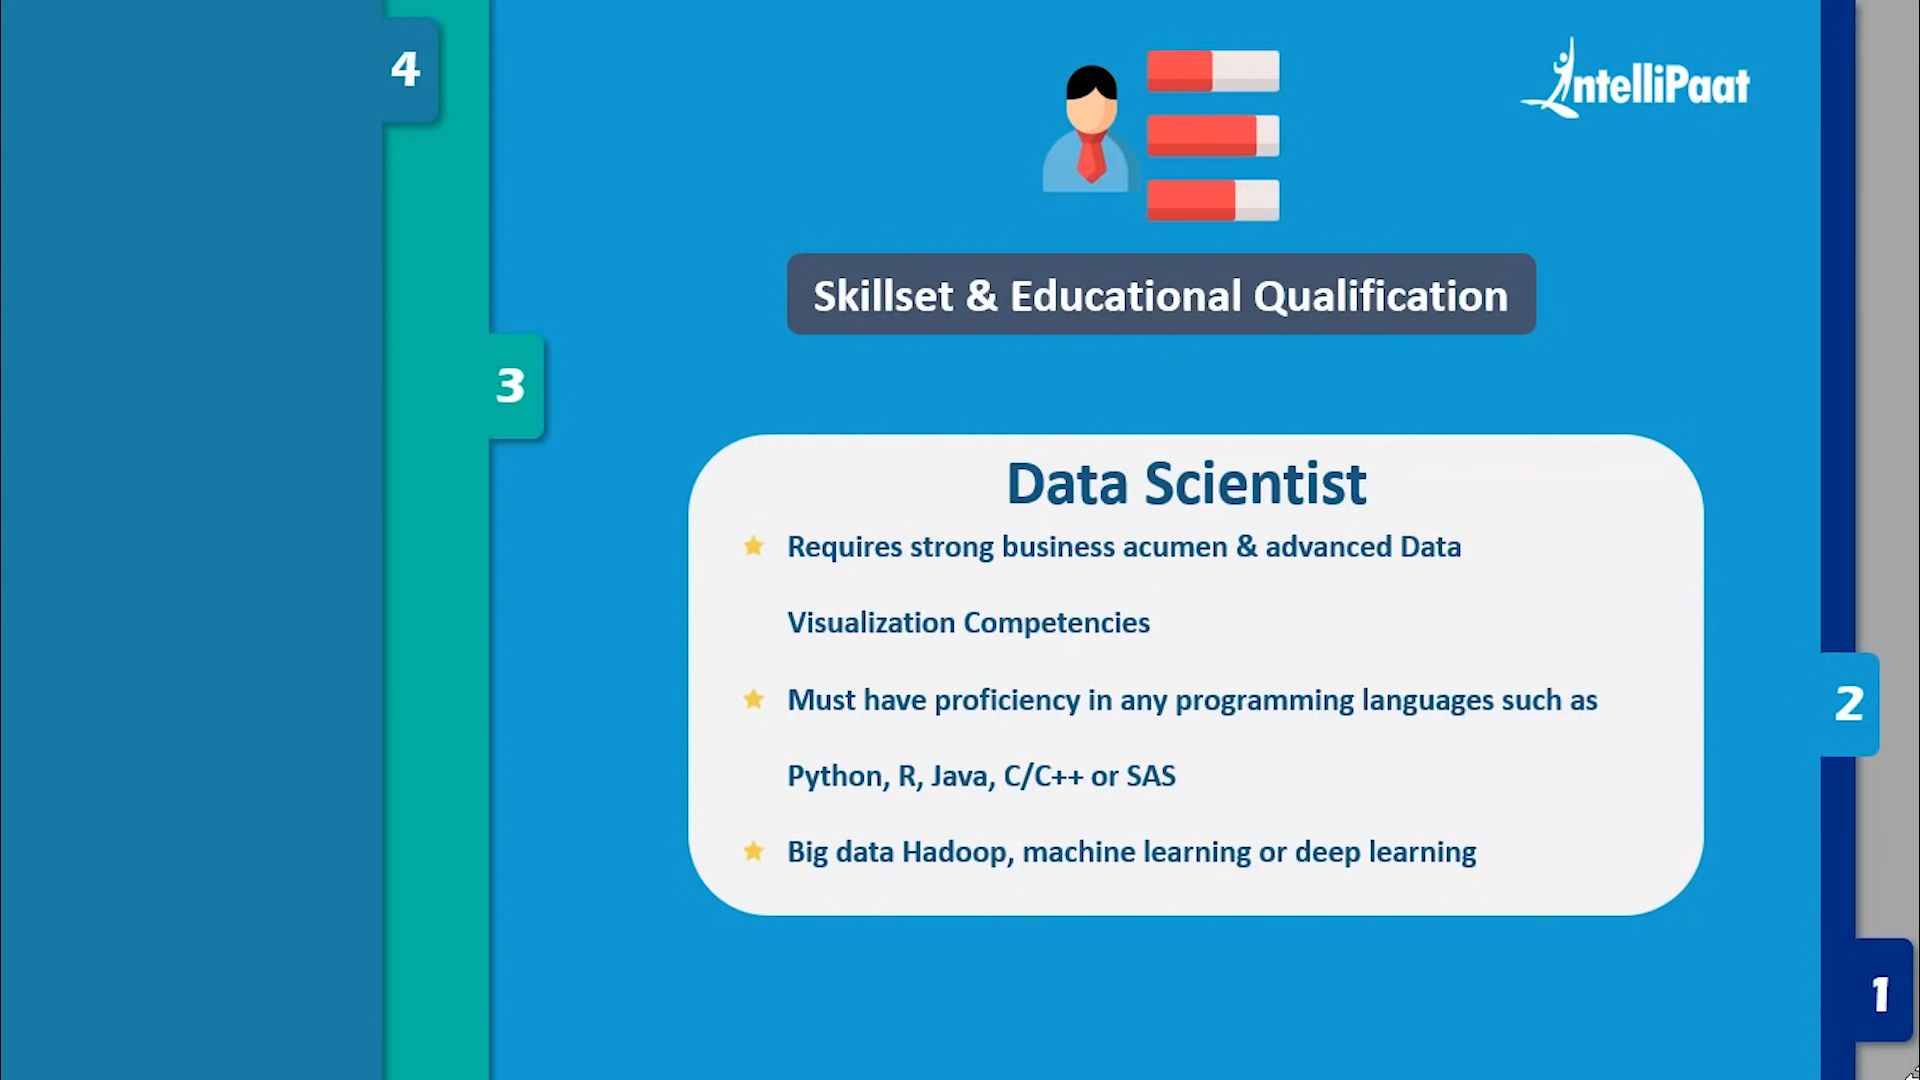 4
IntelliPaat
Skillset & Educational Qualification
3
Data Scientist
Requires strong business acumen & advanced Data
Visualization Competencies
Must have proficiency in any programming languages such as
2
Python, R, Java, C/C++ or SAS
Big data Hadoop, machine learning or deep learning
1